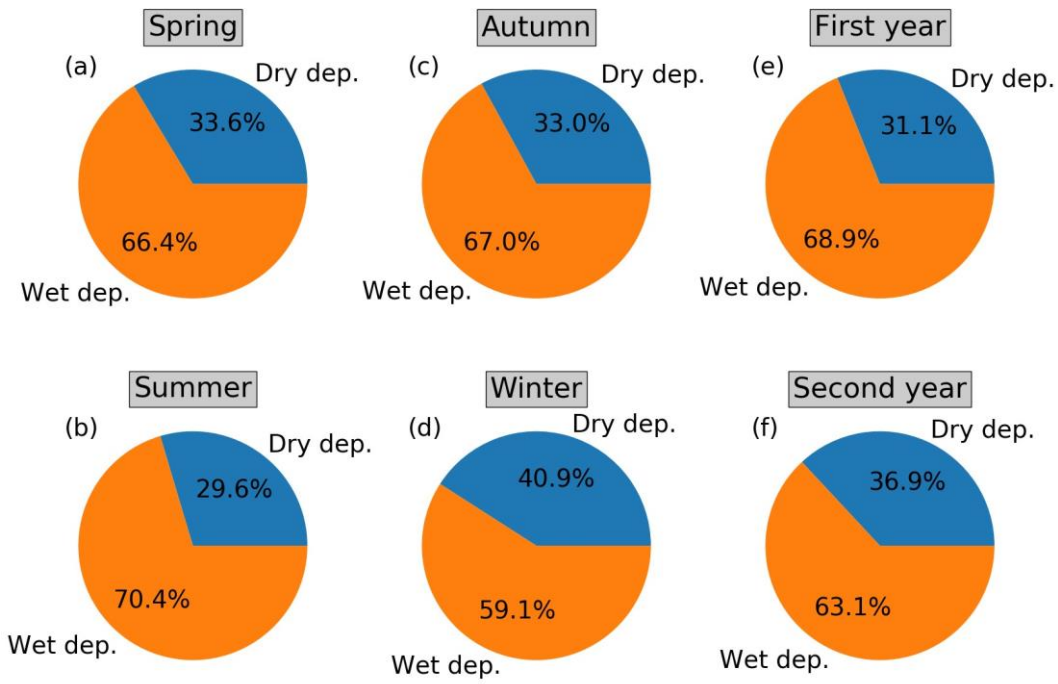 Spring
(a)
Dry dep.
33.6%
66.4%
Wet dep.
Autumn
(c)
Dry dep.
33.0%
67.0%
Wet dep.
First year
(e)
Dry dep.
31.1%
68.9%
Wet dep.
Summer
(b)
Dry dep.
29.6%
70.4%
Wet dep.
Winter
(d)
Dry dep.
40.9%
59.1%
Wet dep.
Second year
(f)
Dry dep.
36.9%
63.1%
Wet dep.